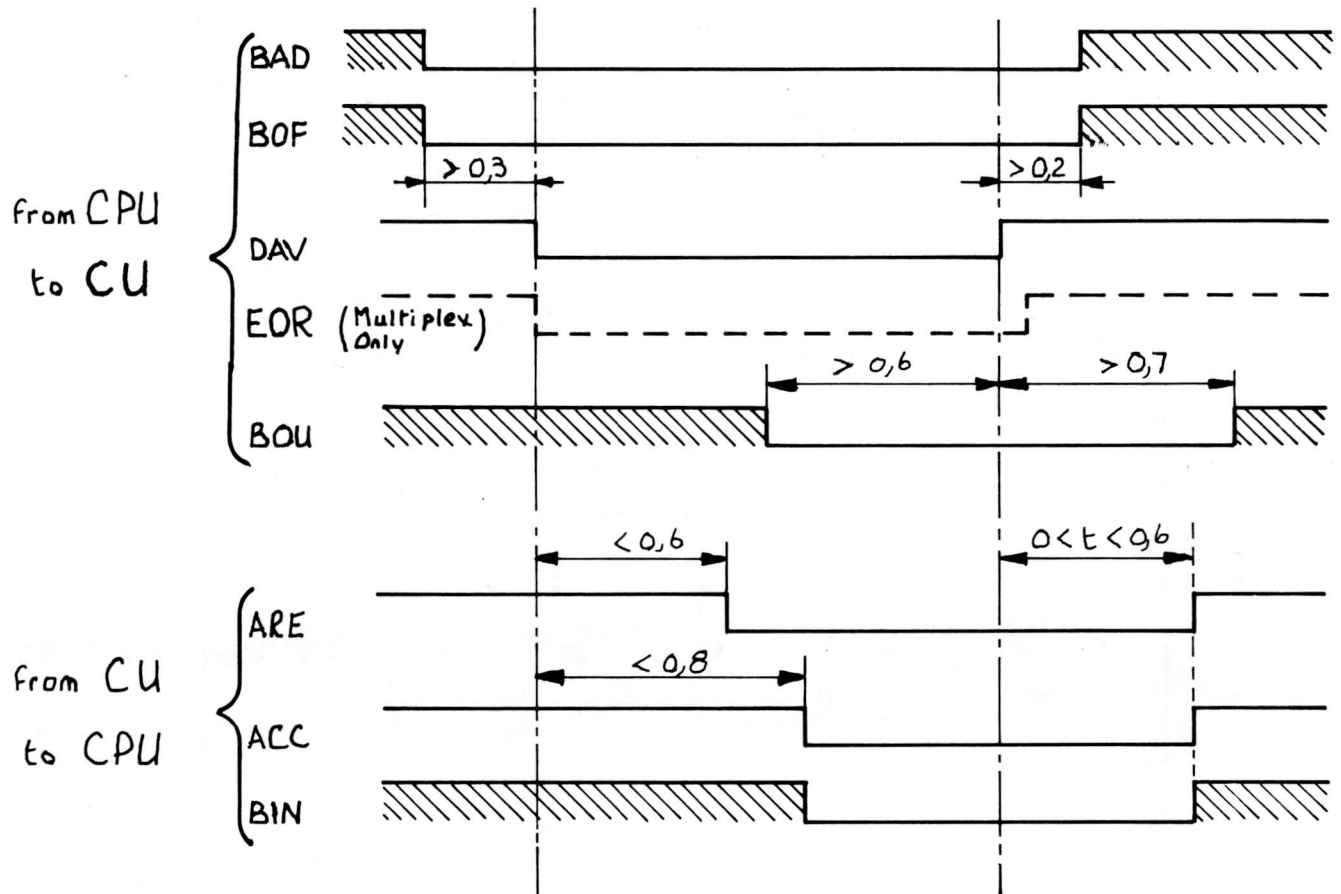 BAD
BOF
> 0,3
> 0,2
from CPU
to CU
DAV
EOR (Multiplex Only)
> 0,6
> 0,7
BOU
< 0,6
0 < t < 0,6
ARE
< 0,8
from CU
to CPU
ACC
BIN